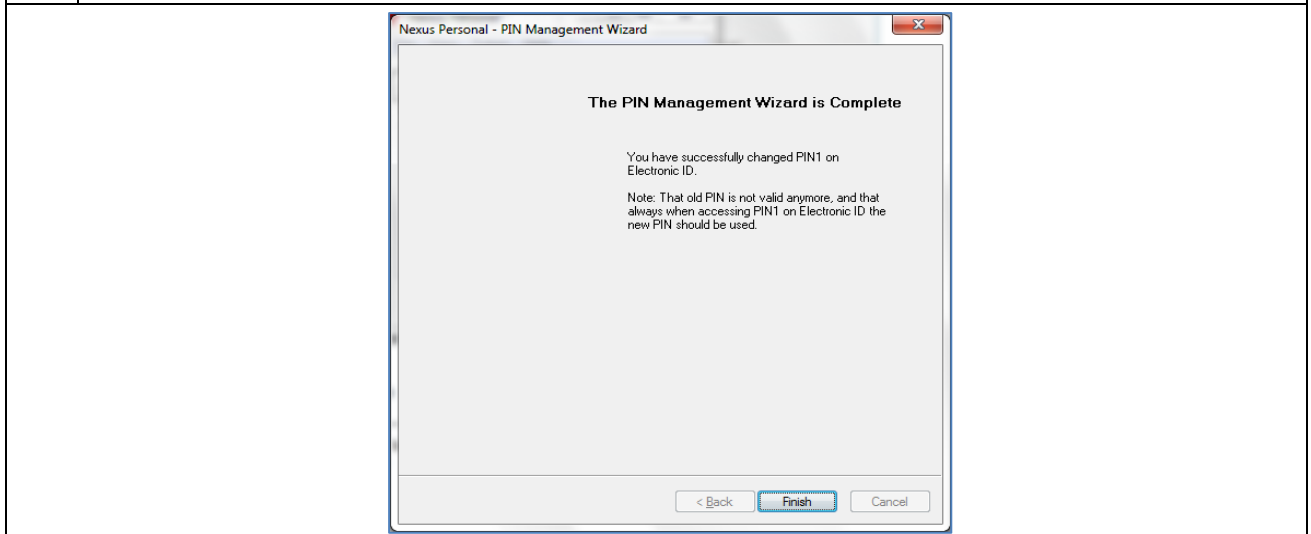 Nexus Personal - PIN Management Wizard
The PIN Management Wizard is Complete
You have successfully changed PIN1 on
Electronic ID.
Note: That old PIN is not valid anymore, and that
always when accessing PIN1 on Electronic ID the
new PIN should be used.
< Back Finish Cancel